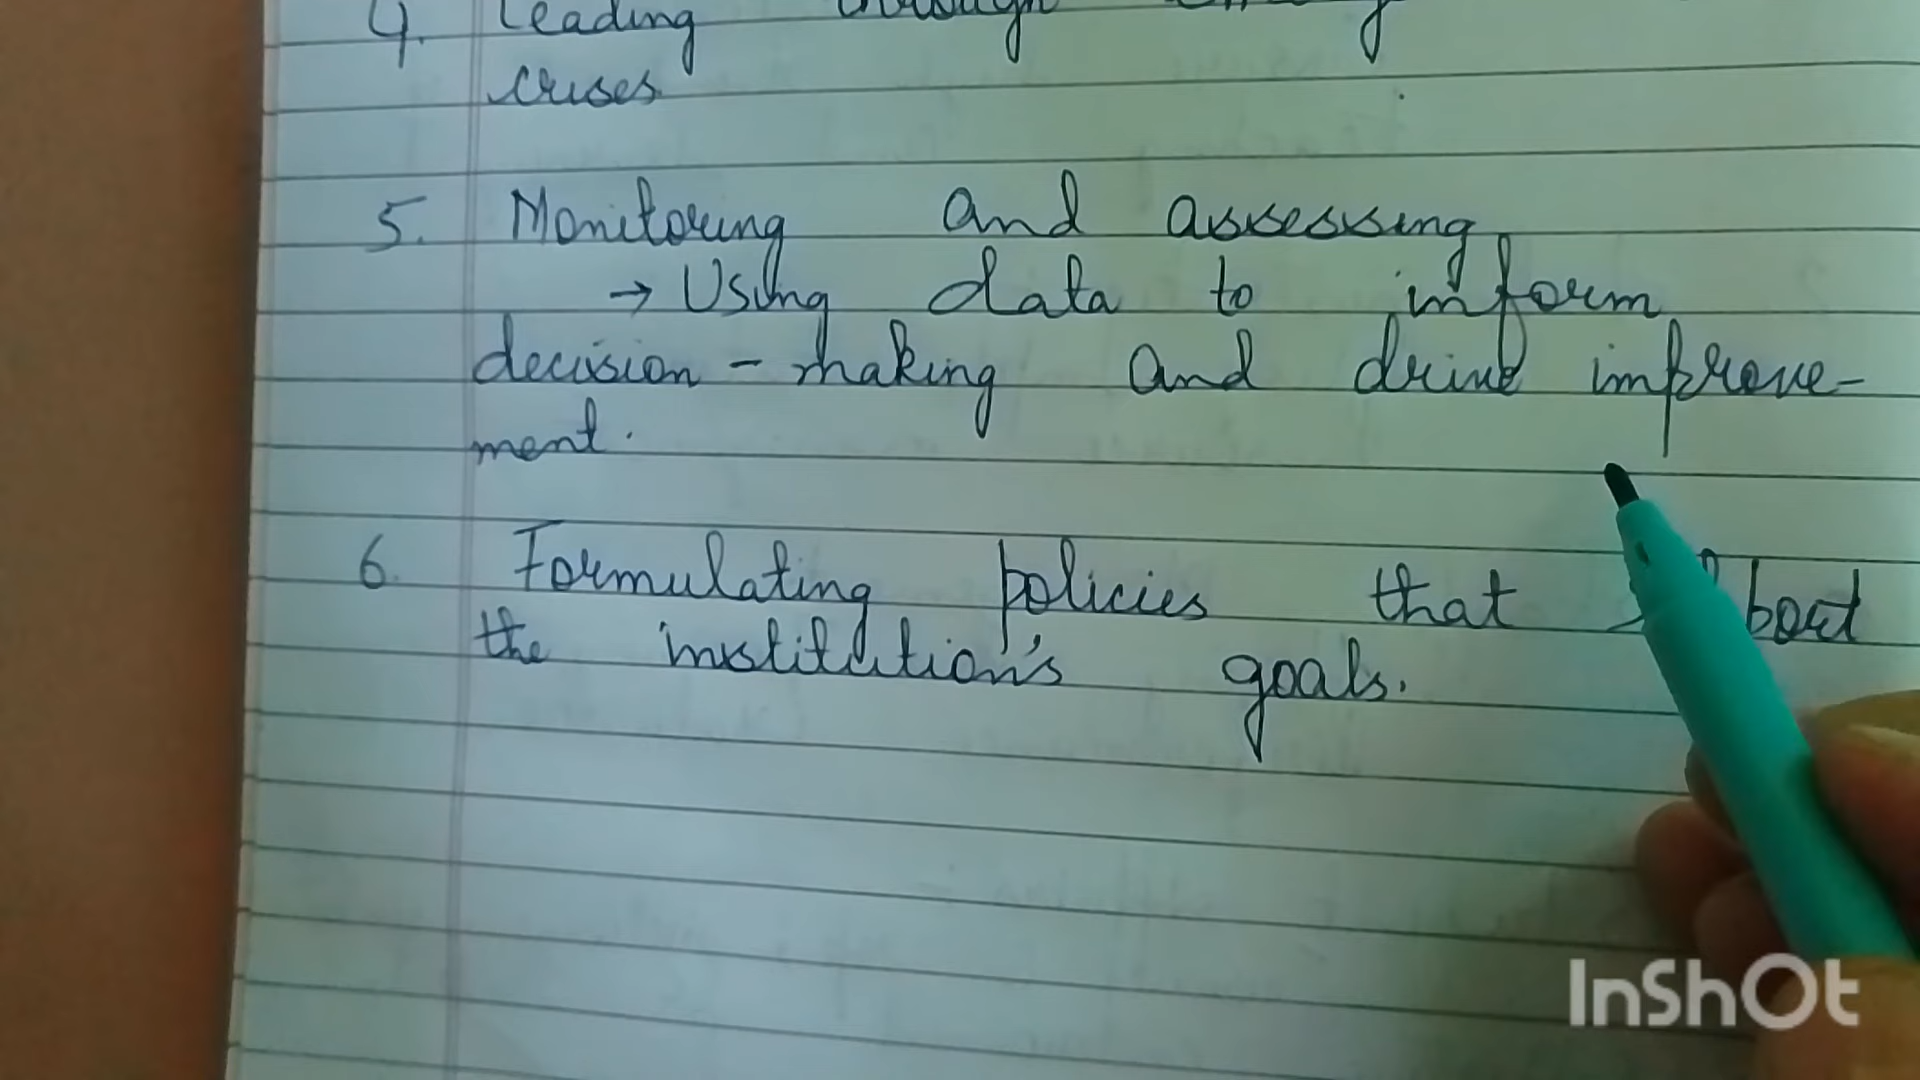 4. Leading through
crises
5. Monitoring and assessing
→ Using data to inform
decision - making and drive improve-
ment.
6. Formulating policies that
the institution's goals.
InShOt